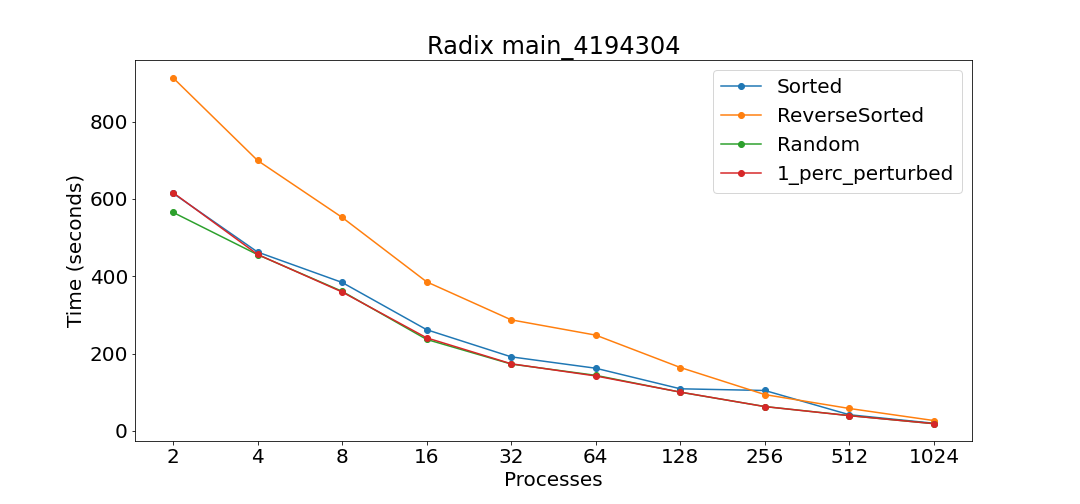 Radix main_4194304
Sorted
ReverseSorted
Random
1_perc_perturbed
Time (seconds)
800
600
400
200
0
2 4 8 16 32 64 128 256 512 1024
Processes